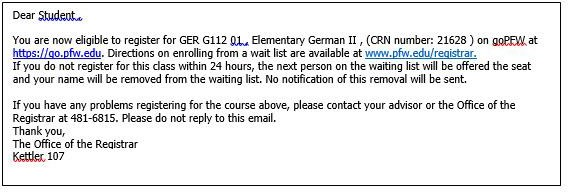 Dear Student ,
You are now eligible to register for GER G112 01 , Elementary German II , (CRN number: 21628 ) on goPFW at
https://go.pfw.edu. Directions on enrolling from a wait list are available at www.pfw.edu/registrar.
If you do not register for this class within 24 hours, the next person on the waiting list will be offered the seat
and your name will be removed from the waiting list. No notification of this removal will be sent.
If you have any problems registering for the course above, please contact your advisor or the Office of the
Registrar at 481-6815. Please do not reply to this email.
Thank you,
The Office of the Registrar
Kettler 107